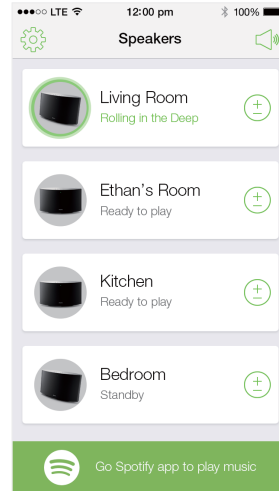 LTE 12:00 pm 100%
Speakers
Living Room
Rolling in the Deep
Ethan's Room
Ready to play
Kitchen
Ready to play
Bedroom
Standby
Go Spotify app to play music